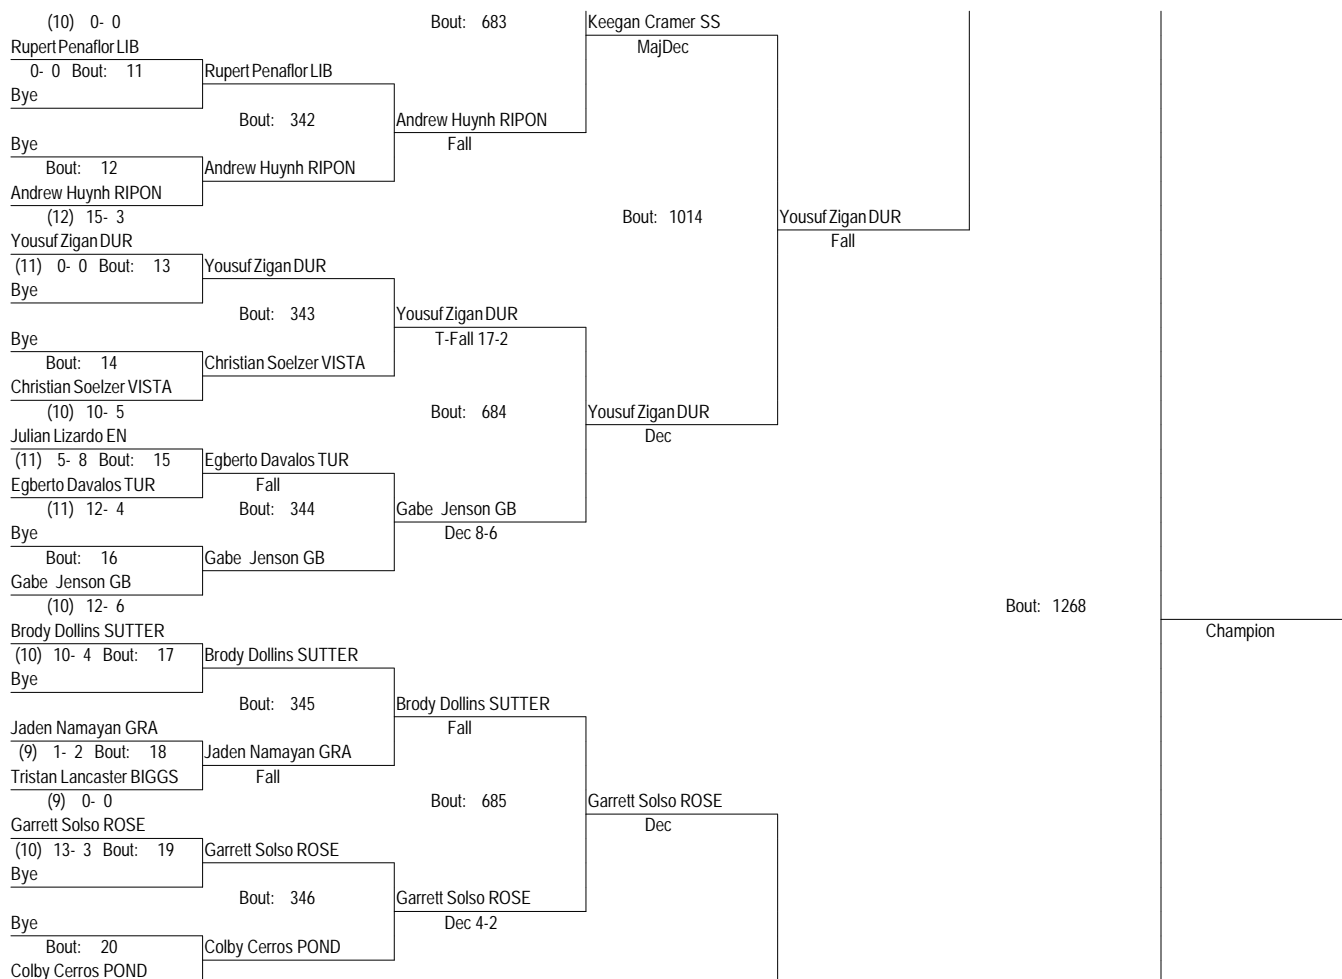 (10) 0- 0 Bout: 683 Keegan Cramer SS
Rupert Penaflor LIB MajDec
0- 0 Bout: 11 Rupert Penaflor LIB
Bye
Bout: 342 Andrew Huynh RIPON
Bye Fall
Bout: 12 Andrew Huynh RIPON
Andrew Huynh RIPON
(12) 15- 3 Bout: 1014 Yousuf Zigan DUR
Yousuf Zigan DUR Fall
(11) 0- 0 Bout: 13 Yousuf Zigan DUR
Bye
Bout: 343 Yousuf Zigan DUR
Bye T-Fall 17-2
Bout: 14 Christian Soelzer VISTA
Christian Soelzer VISTA
(10) 10- 5 Bout: 684 Yousuf Zigan DUR
Julian Lizardo EN Dec
(11) 5- 8 Bout: 15 Egberto Davalos TUR
Egberto Davalos TUR Fall
(11) 12- 4 Bout: 344 Gabe Jenson GB
Bye Dec 8-6
Bout: 16 Gabe Jenson GB
Gabe Jenson GB
(10) 12- 6 Bout: 1268
Brody Dollins SUTTER Champion
(10) 10- 4 Bout: 17 Brody Dollins SUTTER
Bye
Bout: 345 Brody Dollins SUTTER
Jaden Namayan GRA Fall
(9) 1- 2 Bout: 18 Jaden Namayan GRA
Tristan Lancaster BIGGS Fall
(9) 0- 0 Bout: 685 Garrett Solso ROSE
Garrett Solso ROSE Dec
(10) 13- 3 Bout: 19 Garrett Solso ROSE
Bye
Bout: 346 Garrett Solso ROSE
Bye Dec 4-2
Bout: 20 Colby Cerros POND
Colby Cerros POND